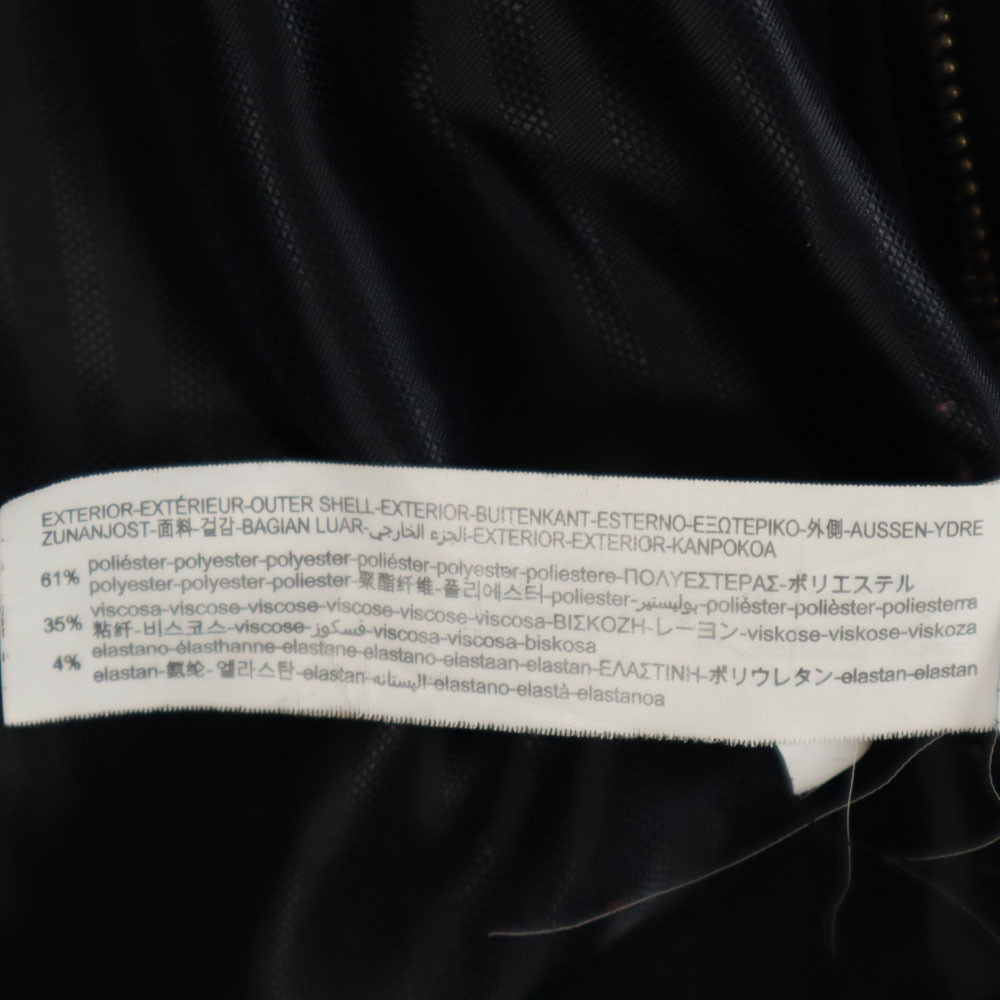 EXTERIOR-EXTÉRIEUR-OUTER SHELL-EXTERIOR-BUITENKANT-ESTERNO-ΕΞΩΤΕΡΙΚΟ-外側-AUSSEN-YDRE
ZUNANJOST-面料-겉감-BAGIAN LUAR-الجزء الخارجي-EXTERIOR-EXTERIOR-KANPOKOA
61% poliéster-polyester-polyester-poliéster-polyester-poliestere-ΠΟΛΥΕΣΤΕΡΑΣ-ポリエステル
polyester-polyester-poliester-聚酯纤维-폴리에스터-poliester-بوليستير-poliéster-polièster-poliesterra
35% viscosa-viscose-viscose-viscose-viscose-viscosa-ΒΙΣΚΟΖΗ-レーヨン-viskose-viskose-viskoza
粘纤-비스코스-viscose-فسكوز-viscosa-viscosa-biskosa
4% elastano-élasthanne-elastane-elastano-elastaan-elastan-ΕΛΑΣΤΙΝΗ-ポリウレタン-elastan-elastan
elastan-氨纶-엘라스탄-elastan-اليستانه-elastano-elastà-elastanoa